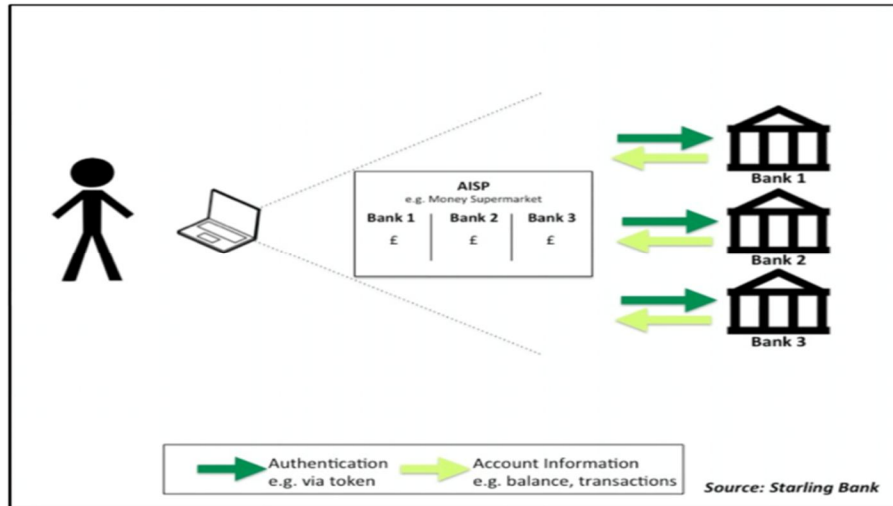 AISP
e.g. Money Supermarket
Bank 1 Bank 2 Bank 3
£ £ £
Bank 1
Bank 2
Bank 3
Authentication
e.g. via token
Account Information
e.g. balance, transactions
Source: Starling Bank